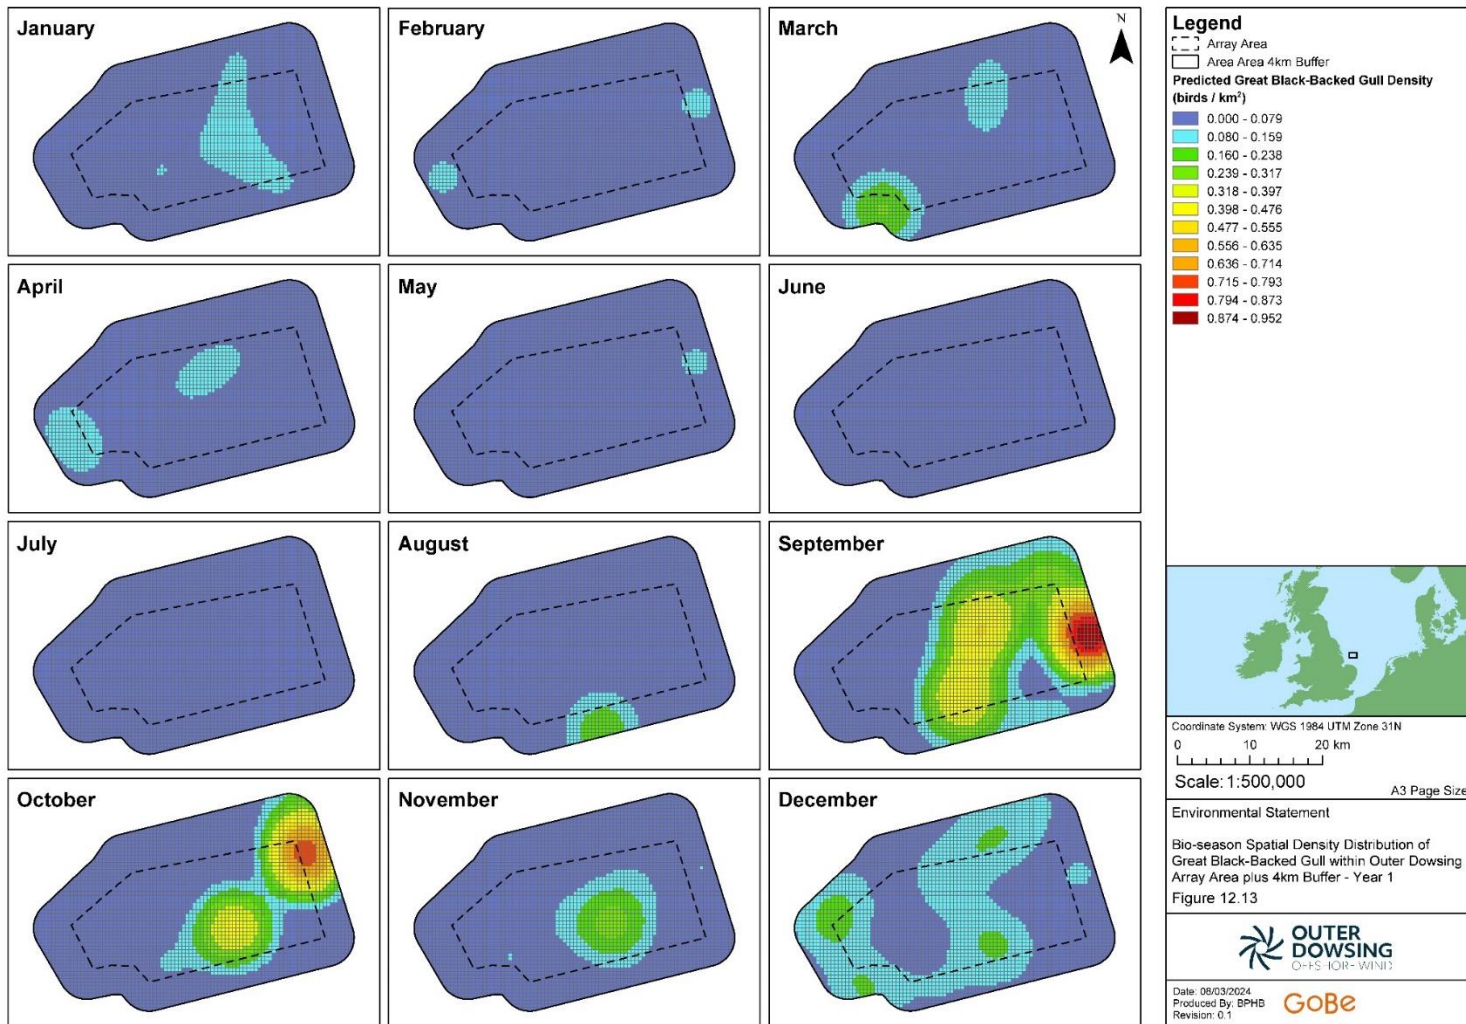 January
February
March
N
April
May
June
July
August
September
October
November
December
Legend
Array Area
Area Area 4km Buffer
Predicted Great Black-Backed Gull Density
(birds / km²)
0.000 - 0.079
0.080 - 0.159
0.160 - 0.238
0.239 - 0.317
0.318 - 0.397
0.398 - 0.476
0.477 - 0.555
0.556 - 0.635
0.636 - 0.714
0.715 - 0.793
0.794 - 0.873
0.874 - 0.952
Coordinate System: WGS 1984 UTM Zone 31N
0 10 20 km
Scale: 1:500,000
A3 Page Size
Environmental Statement
Bio-season Spatial Density Distribution of
Great Black-Backed Gull within Outer Dowsing
Array Area plus 4km Buffer - Year 1
Figure 12.13
OUTER
DOWSING
OFFSHORE WIND
Date: 08/03/2024
Produced By: BPHB
Revision: 0.1
GoBe